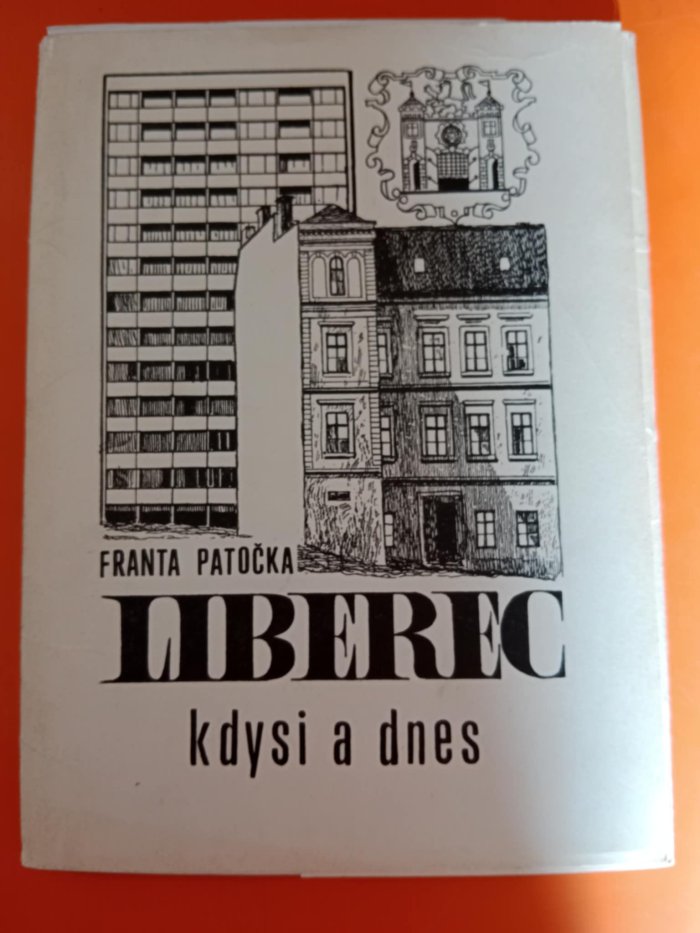 FRANTA PATOČKA
LIBEREC
kdysi a dnes